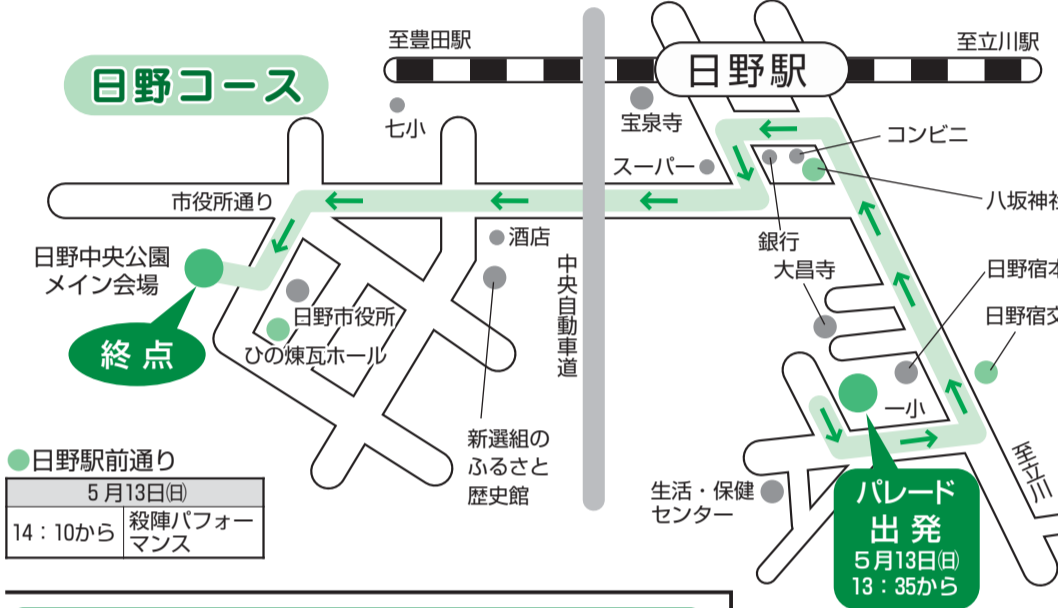 至豊田駅
至立川駅
日野コース
日野駅
七小
宝泉寺
コンビニ
スーパー
八坂神社
市役所通り
銀行
酒店
大昌寺
日野中央公園
メイン会場
中央自動車道
日野宿本
日野宿交
日野市役所
ひの煉瓦ホール
終点
一小
新選組の
ふるさと
歴史館
至立川
生活・保健
センター
パレード
出発
5月13日㈰
13:35から
日野駅前通り
5月13日㈰
14:10から 殺陣パフォー
マンス